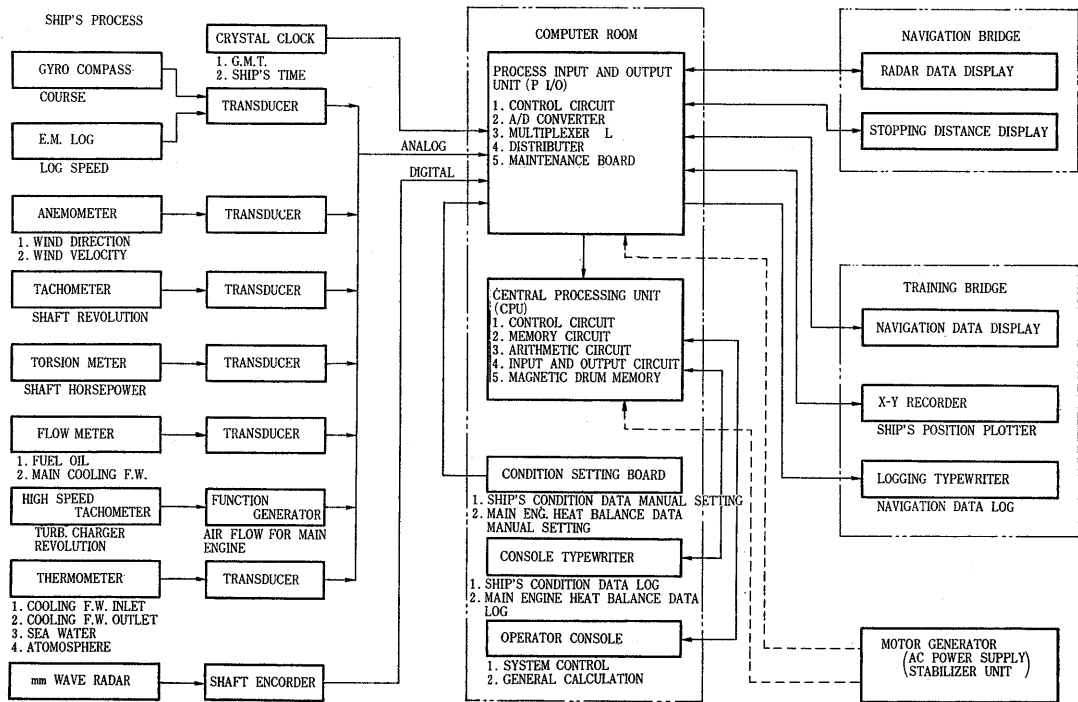 SHIP'S PROCESS
GYRO COMPASS
COURSE
E.M. LOG
LOG SPEED
ANEMOMETER
1. WIND DIRECTION
2. WIND VELOCITY
TACHOMETER
SHAFT REVOLUTION
TORSION METER
SHAFT HORSEPOWER
FLOW METER
1. FUEL OIL
2. MAIN COOLING F.W.
HIGH SPEED
TACHOMETER
TURB. CHARGER
REVOLUTION
THERMOMETER
1. COOLING F.W. INLET
2. COOLING F.W. OUTLET
3. SEA WATER
4. ATOMOSPHERE
mm WAVE RADAR
CRYSTAL CLOCK
1. G.M.T.
2. SHIP'S TIME
TRANSDUCER
TRANSDUCER
TRANSDUCER
TRANSDUCER
TRANSDUCER
FUNCTION
GENERATOR
AIR FLOW FOR MAIN
ENGINE
TRANSDUCER
SHAFT ENCORDER
ANALOG
DIGITAL
COMPUTER ROOM
PROCESS INPUT AND OUTPUT
UNIT (P I/O)
1. CONTROL CIRCUIT
2. A/D CONVERTER
3. MULTIPLEXER L
4. DISTRIBUTER
5. MAINTENANCE BOARD
CENTRAL PROCESSING UNIT
(CPU)
1. CONTROL CIRCUIT
2. MEMORY CIRCUIT
3. ARITHMETIC CIRCUIT
4. INPUT AND OUTPUT CIRCUIT
5. MAGNETIC DRUM MEMORY
CONDITION SETTING BOARD
1. SHIP'S CONDITION DATA MANUAL SETTING
2. MAIN ENG. HEAT BALANCE DATA
MANUAL SETTING
CONSOLE TYPEWRITER
1. SHIP'S CONDITION DATA LOG
2. MAIN ENGINE HEAT BALANCE DATA
LOG
OPERATOR CONSOLE
1. SYSTEM CONTROL
2. GENERAL CALCULATION
NAVIGATION BRIDGE
RADAR DATA DISPLAY
STOPPING DISTANCE DISPLAY
TRAINING BRIDGE
NAVIGATION DATA DISPLAY
X-Y RECORDER
SHIP'S POSITION PLOTTER
LOGGING TYPEWRITER
NAVIGATION DATA LOG
MOTOR GENERATOR
(AC POWER SUPPLY
STABILIZER UNIT)